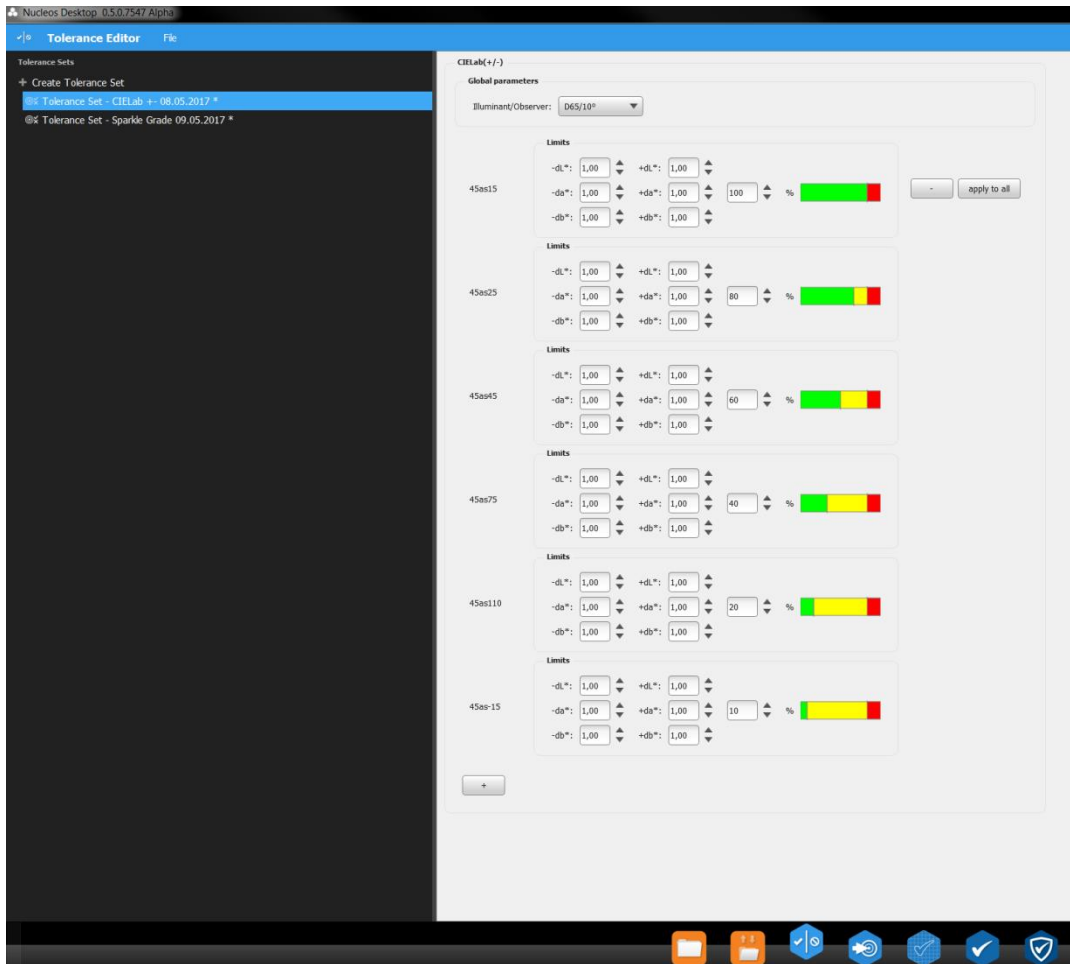 Nucleos Desktop 0.5.0.7547 Alpha
Tolerance Editor File
Tolerance Sets
+ Create Tolerance Set
Tolerance Set - CIELab +- 08.05.2017 *
Tolerance Set - Sparkle Grade 09.05.2017 *
CIELab(+/-)
Global parameters
Illuminant/Observer: D65/10°
Limits
-dL*: 1,00 +dL*: 1,00
45as15 -da*: 1,00 +da*: 1,00 100 % - apply to all
-db*: 1,00 +db*: 1,00
Limits
-dL*: 1,00 +dL*: 1,00
45as25 -da*: 1,00 +da*: 1,00 80 %
-db*: 1,00 +db*: 1,00
Limits
-dL*: 1,00 +dL*: 1,00
45as45 -da*: 1,00 +da*: 1,00 60 %
-db*: 1,00 +db*: 1,00
Limits
-dL*: 1,00 +dL*: 1,00
45as75 -da*: 1,00 +da*: 1,00 40 %
-db*: 1,00 +db*: 1,00
Limits
-dL*: 1,00 +dL*: 1,00
45as110 -da*: 1,00 +da*: 1,00 20 %
-db*: 1,00 +db*: 1,00
Limits
-dL*: 1,00 +dL*: 1,00
45as-15 -da*: 1,00 +da*: 1,00 10 %
-db*: 1,00 +db*: 1,00
+